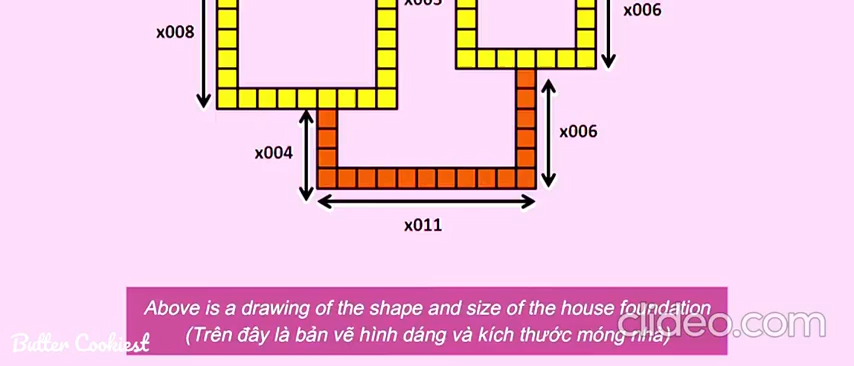 x006
x008
x006
x004
x011
Above is a drawing of the shape and size of the house foundation
(Trên đây là bản vẽ hình dáng và kích thước móng nhà)
clideo.com
Butter Cookiest